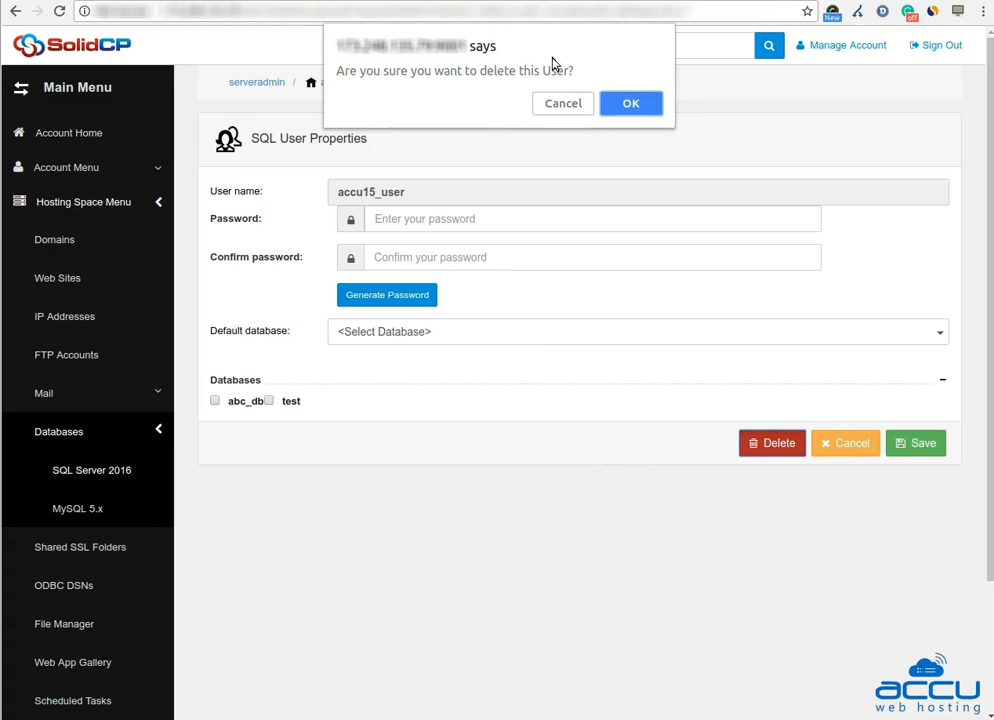 says
Are you sure you want to delete this User?
Cancel
OK
New
off
SolidCP
Manage Account
Sign Out
serveradmin /
Main Menu
Account Home
Account Menu
Hosting Space Menu
Domains
Web Sites
IP Addresses
FTP Accounts
Mail
Databases
SQL Server 2016
MySQL 5.x
Shared SSL Folders
ODBC DSNs
File Manager
Web App Gallery
Scheduled Tasks
SQL User Properties
User name:
accu15_user
Password:
Enter your password
Confirm password:
Confirm your password
Generate Password
Default database:
<Select Database>
Databases
abc_db
test
Delete
Cancel
Save
accu
web hosting